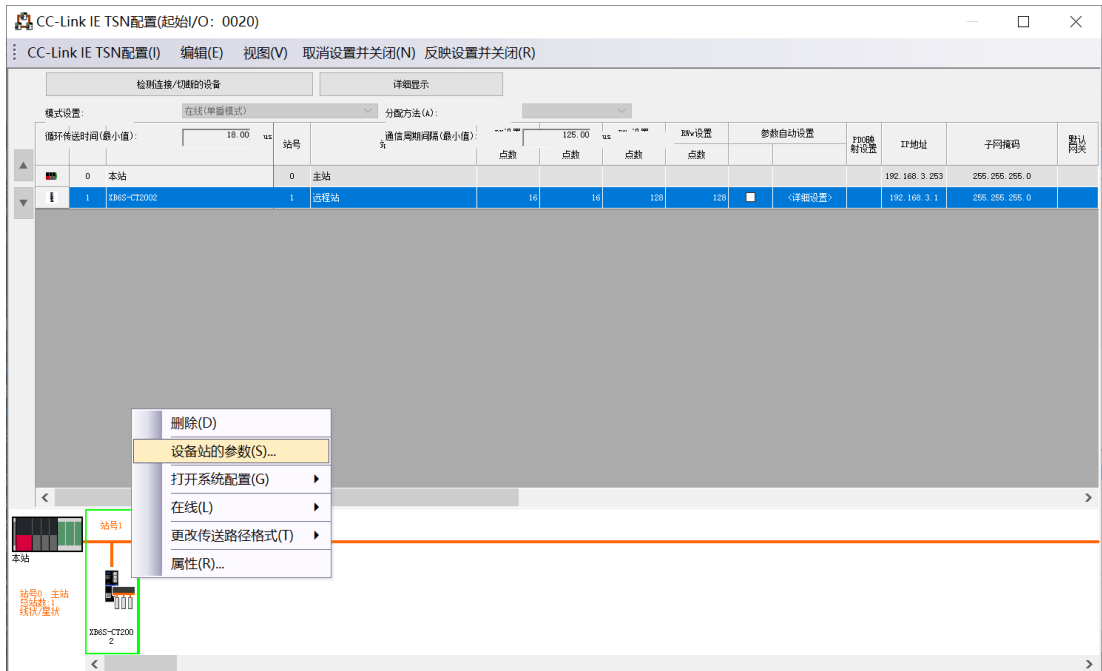 CC-Link IE TSN配置(起始I/O：0020)
CC-Link IE TSN配置(I) 编辑(E) 视图(V) 取消设置并关闭(N) 反映设置并关闭(R)
检测连接/切断的设备 详细显示
模式设置: 在线(单播模式) 分配方法(A):
循环传送时间(最小值): 18.00 us 站号 通信周期间隔(最小值): 125.00 us RWw设置 参数自动设置 PDO映射设置 IP地址 子网掩码 默认网关
点数 点数 点数 点数
0 本站 0 主站 192.168.3.253 255.255.255.0
1 XB6S-CT2002 1 远程站 16 16 128 128 <详细设置> 192.168.3.1 255.255.255.0
删除(D)
设备站的参数(S)...
打开系统配置(G)
在线(L)
更改传送路径格式(T)
属性(R)...
站号1
本站
站号0 主站
总站数:1
线状/星状
XB6S-CT200
2